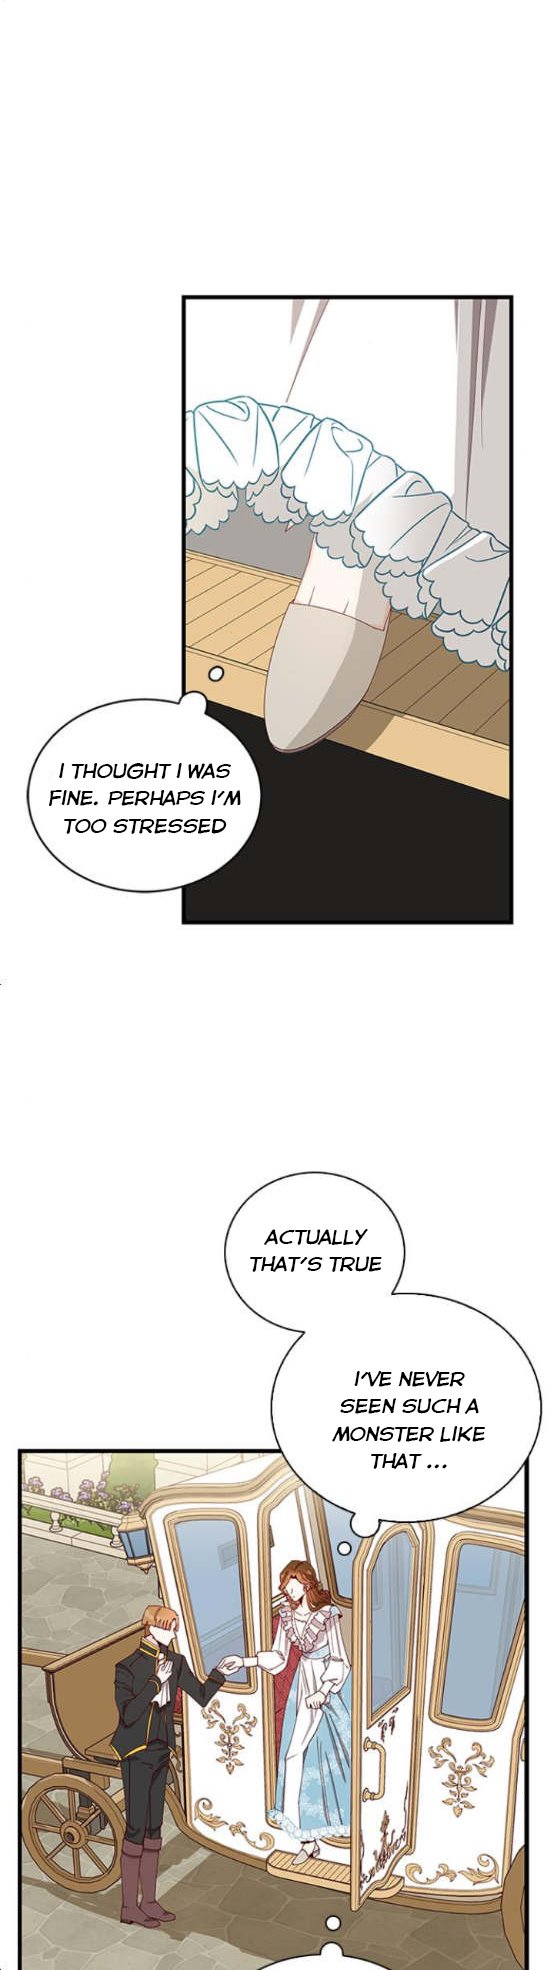 I THOUGHT I WAS
FINE. PERHAPS I'M
TOO STRESSED
ACTUALLY
THAT'S TRUE
I'VE NEVER
SEEN SUCH A
MONSTER LIKE
THAT ...